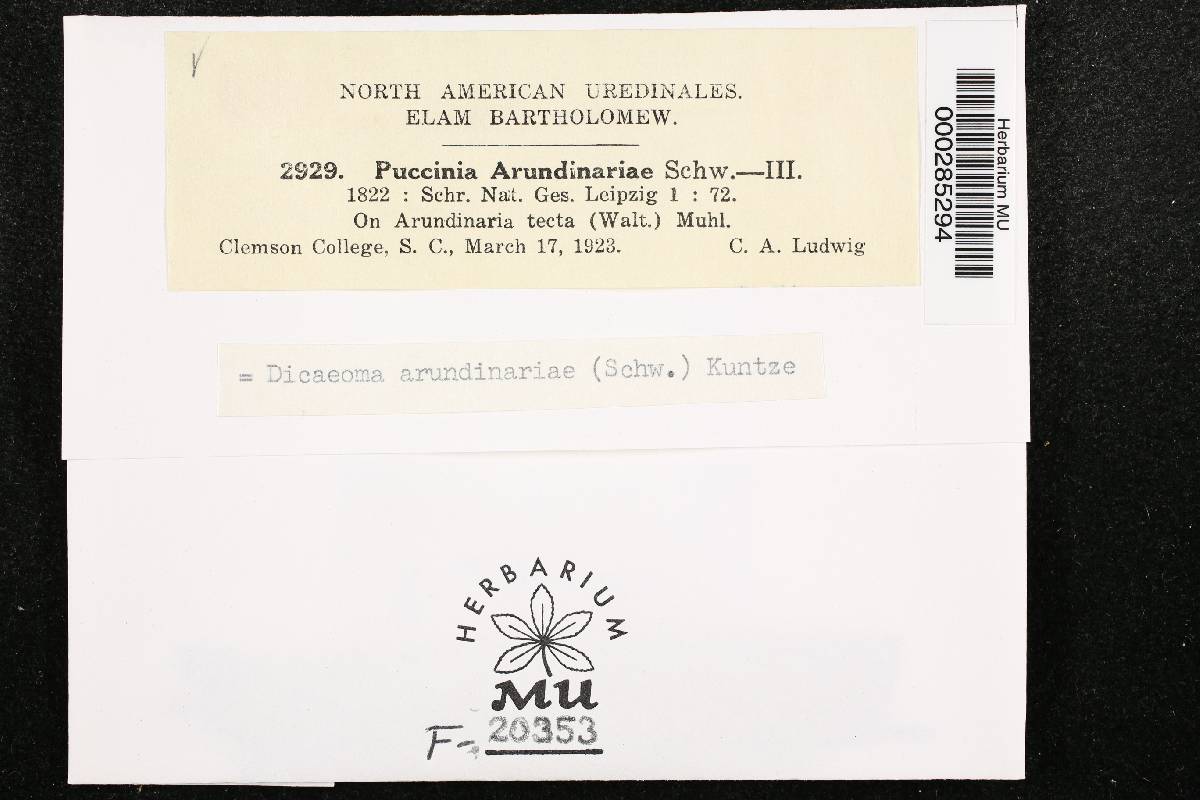 NORTH AMERICAN UREDINALES.
ELAM BARTHOLOMEW.
2929. Puccinia Arundinariae Schw.—III.
1822 : Schr. Nat. Ges. Leipzig 1 : 72.
On Arundinaria tecta (Walt.) Muhl.
Clemson College, S. C., March 17, 1923. C. A. Ludwig
Herbarium MU
000285294
= Dicaeoma arundinariae (Schw.) Kuntze
HERBARIUM
MU
F-20353